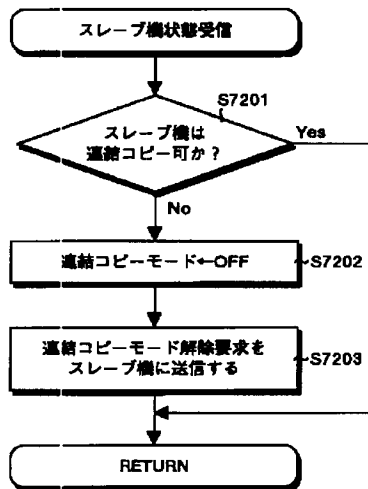 スレーブ機状態受信
S7201
スレーブ機は
連結コピー可か？
Yes
No
連結コピーモード←OFF
S7202
連結コピーモード解除要求を
スレーブ機に送信する
S7203
RETURN